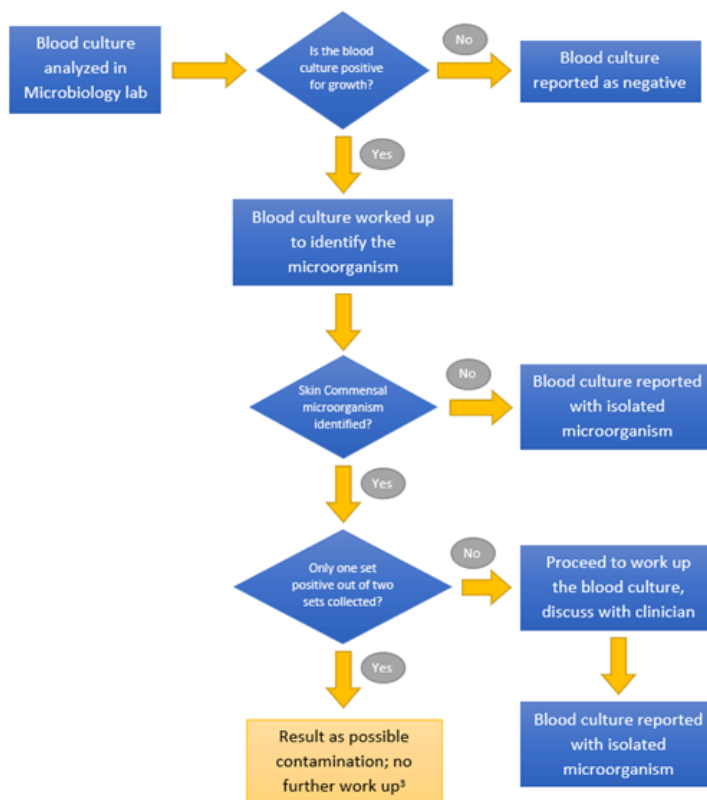 Blood culture
analyzed in
Microbiology lab
Is the blood
culture positive
for growth?
No
Blood culture
reported as negative
Yes
Blood culture worked up
to identify the
microorganism
Skin Commensal
microorganism
identified?
No
Blood culture reported
with isolated
microorganism
Yes
Only one set
positive out of two
sets collected?
No
Proceed to work up
the blood culture,
discuss with clinician
Yes
Result as possible
contamination; no
further work up³
Blood culture reported
with isolated
microorganism